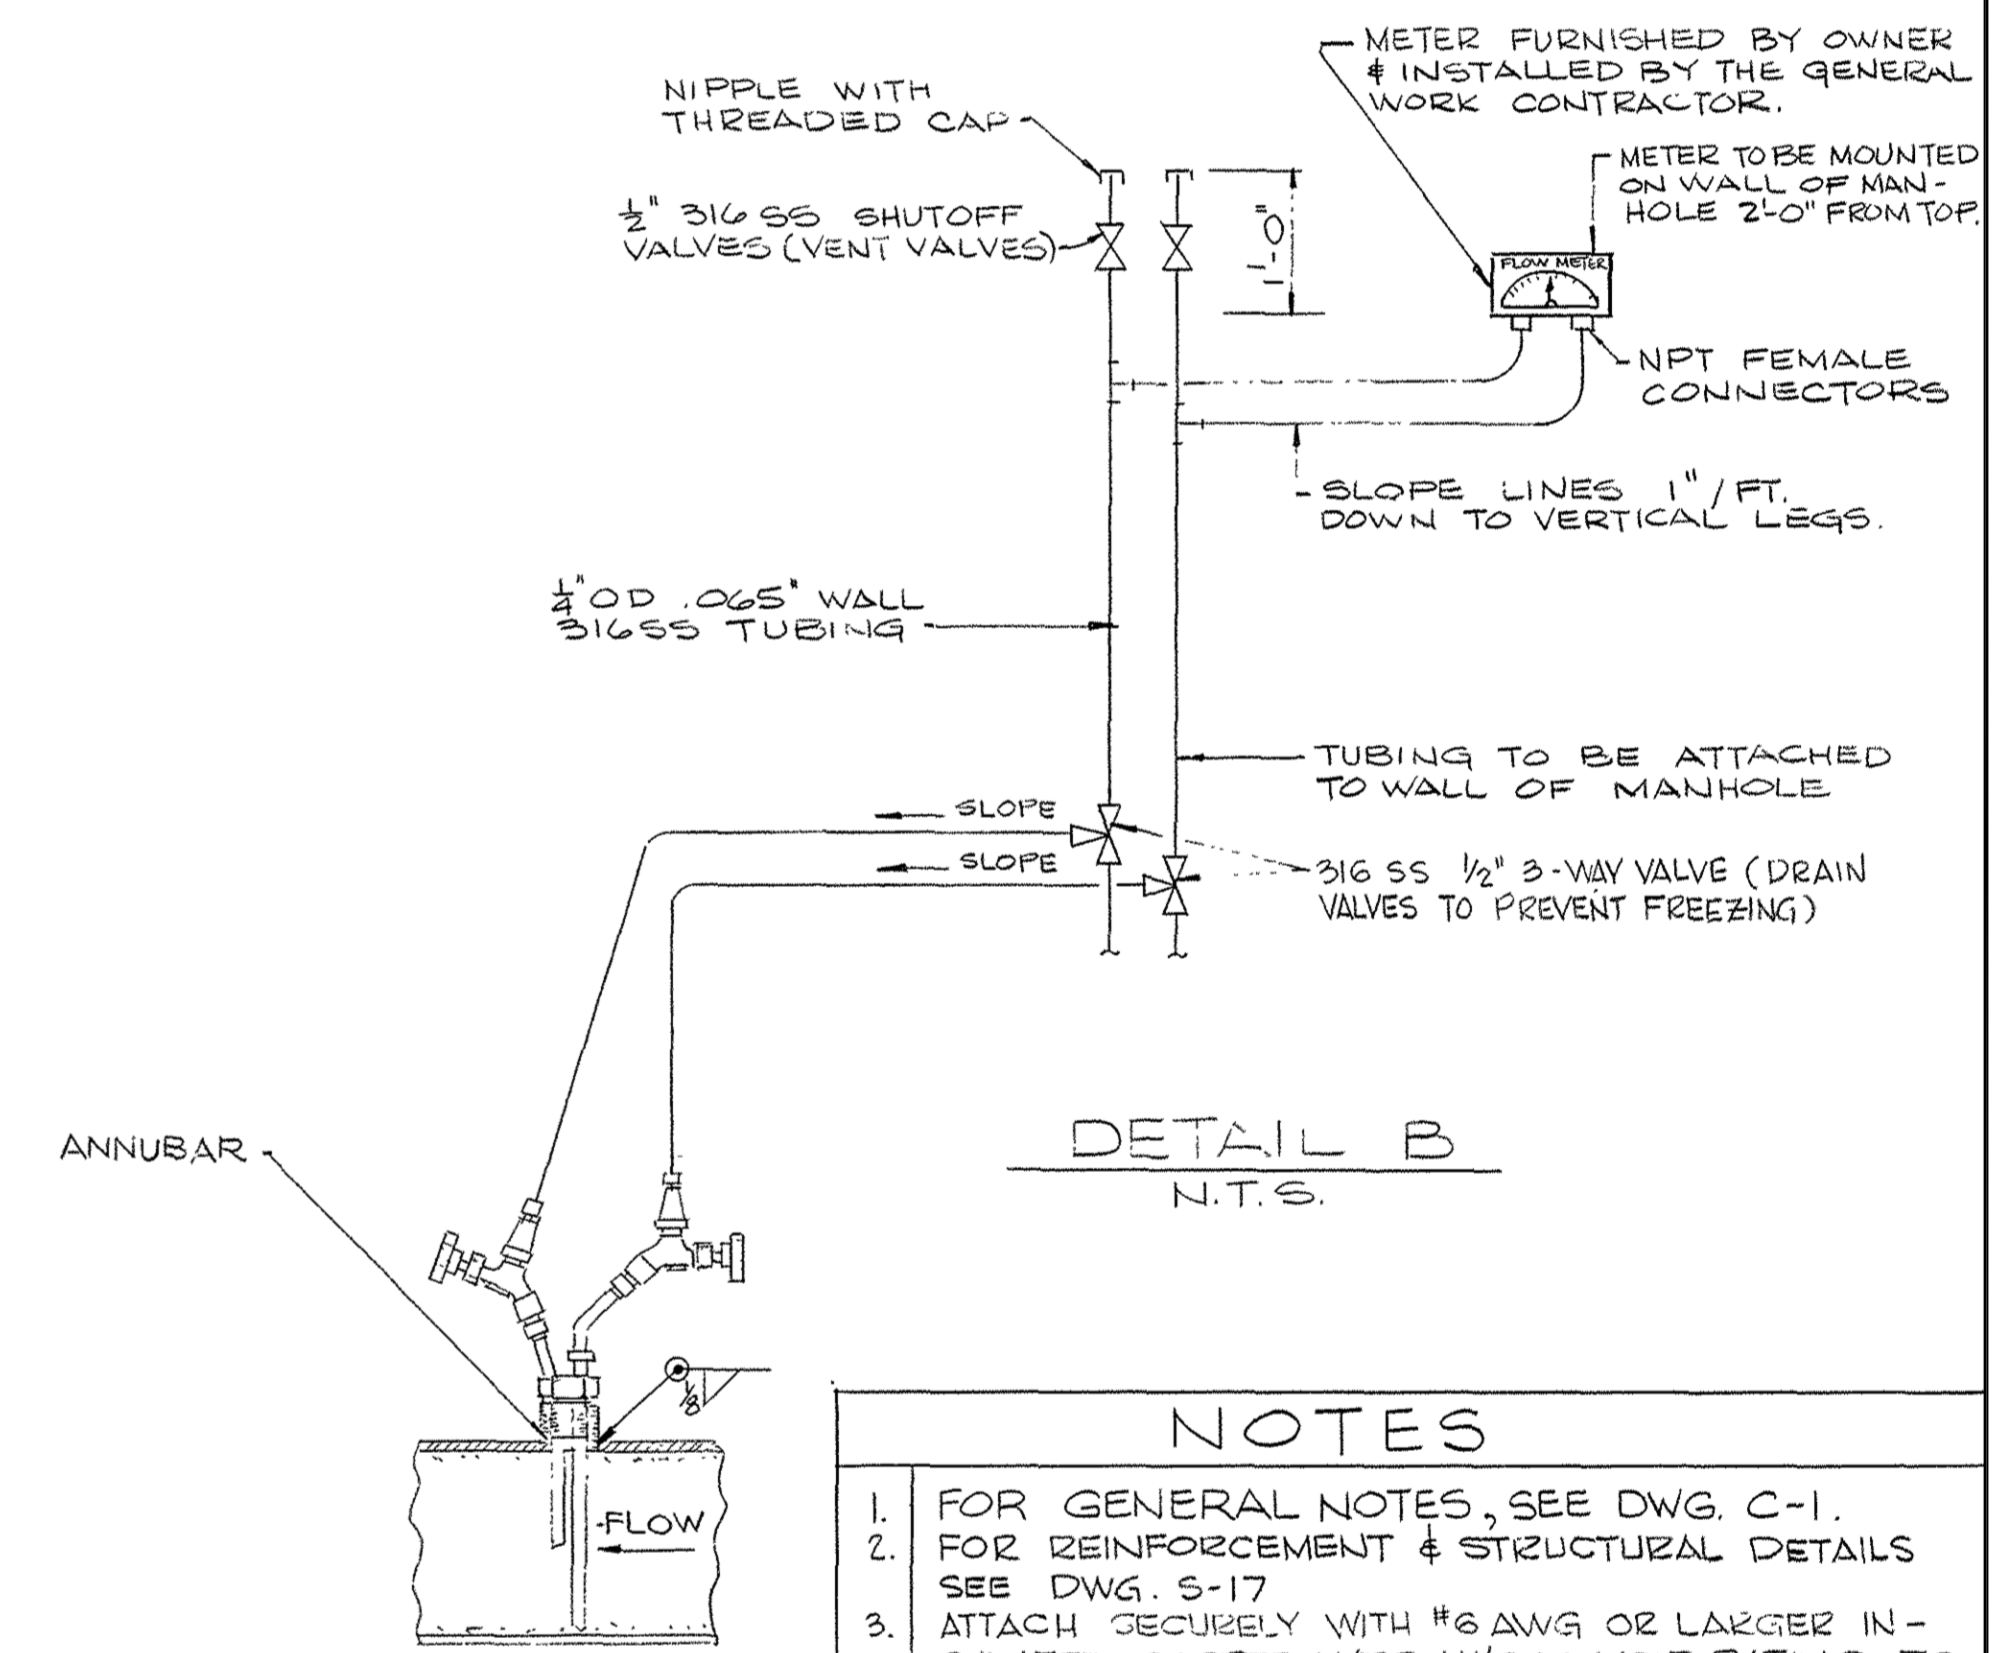 METER FURNISHED BY OWNER
& INSTALLED BY THE GENERAL
WORK CONTRACTOR.
NIPPLE WITH
THREADED CAP
METER TO BE MOUNTED
ON WALL OF MAN-
HOLE 2'-0" FROM TOP.
1/2" 316 SS SHUTOFF
VALVES (VENT VALVES)
1'-0"
FLOW METER
NPT FEMALE
CONNECTORS
SLOPE LINES 1"/FT.
DOWN TO VERTICAL LEGS.
1/4" OD .065" WALL
316SS TUBING
TUBING TO BE ATTACHED
TO WALL OF MANHOLE
SLOPE
SLOPE
316 SS 1/2" 3-WAY VALVE (DRAIN
VALVES TO PREVENT FREEZING)
DETAIL B
N.T.S.
ANNUBAR
1/8
FLOW
NOTES
1. FOR GENERAL NOTES, SEE DWG. C-1.
2. FOR REINFORCEMENT & STRUCTURAL DETAILS
SEE DWG. S-17
3. ATTACH SECURELY WITH #6 AWG OR LARGER IN-